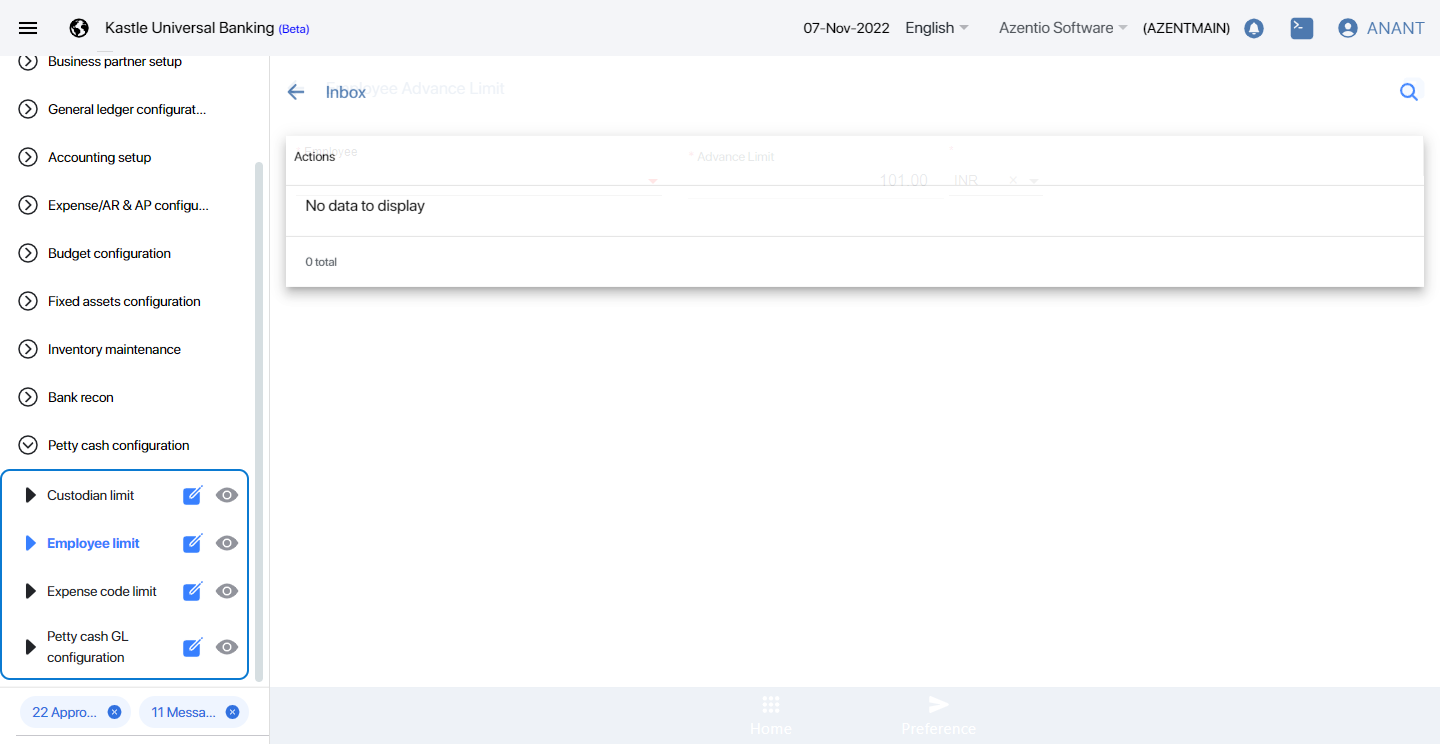 Kastle Universal Banking (Beta)
07-Nov-2022
English
Azentio Software
(AZENTMAIN)
ANANT
Business partner setup
General ledger configurat...
Accounting setup
Expense/AR & AP configu...
Budget configuration
Fixed assets configuration
Inventory maintenance
Bank recon
Petty cash configuration
Custodian limit
Employee limit
Expense code limit
Petty cash GL
configuration
22 Appro...
11 Messa...
Inbox
Employee Advance Limit
Actions
Employee
* Advance Limit
*
101.00
INR
No data to display
0 total
Home
Preference